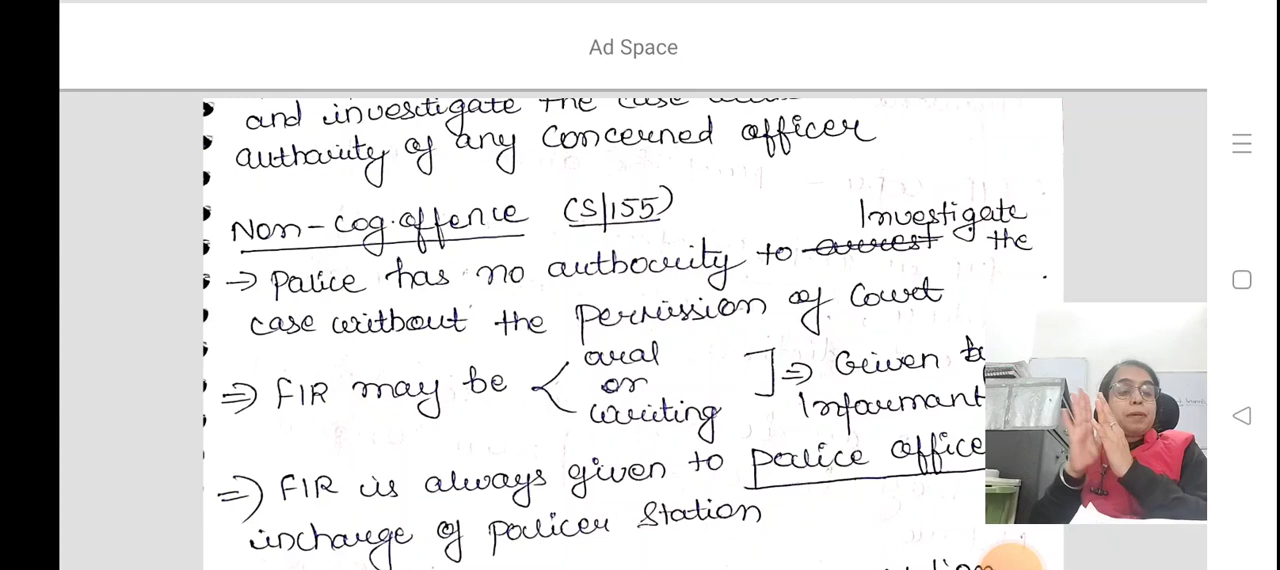 Ad Space
and investigate the case
authority of any concerned officer
Non-cog.offence (S/155)
Investigate
→ Police has no authority to arrest the
case without the permission of Court
oral
⇒ FIR may be or ] ⇒ Given
writing Informant
⇒ FIR is always given to police office
incharge of policer station